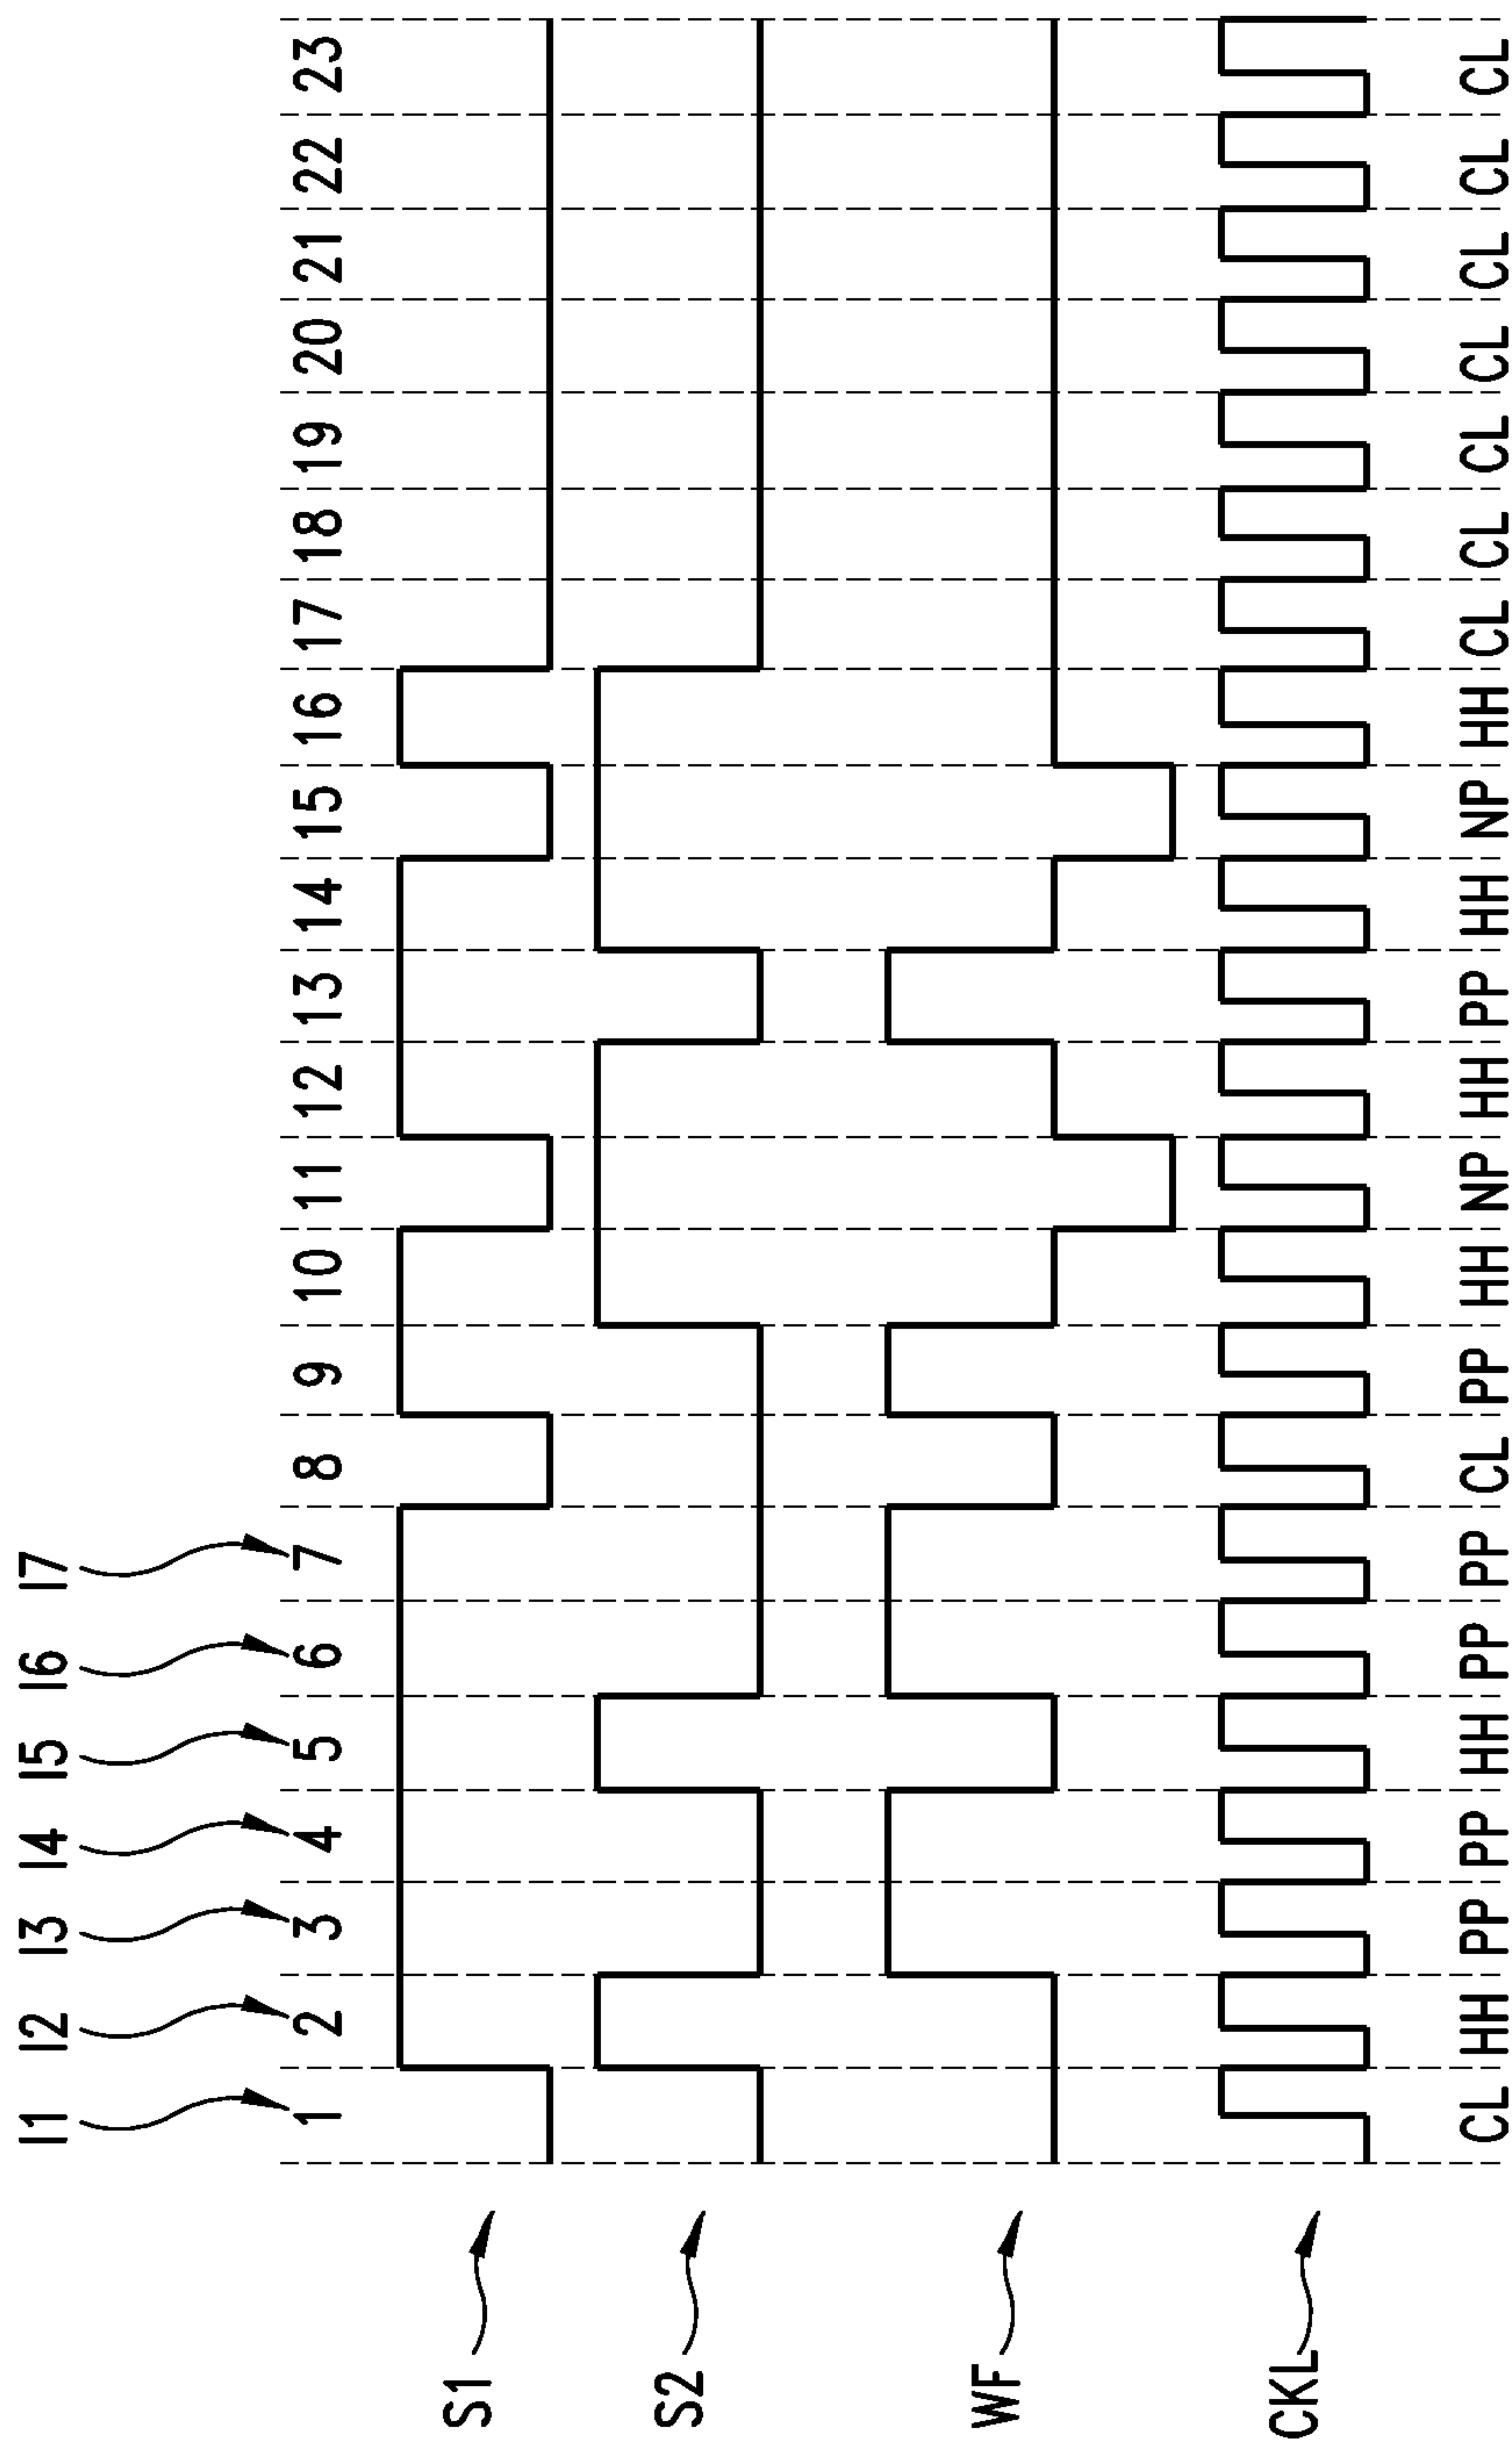 I1 I2 I3 I4 I5 I6 I7
1 2 3 4 5 6 7 8 9 10 11 12 13 14 15 16 17 18 19 20 21 22 23
S1
S2
WF
CKL
CL HH PP PP HH PP PP CL PP HH NP HH PP HH NP HH CL CL CL CL CL CL CL